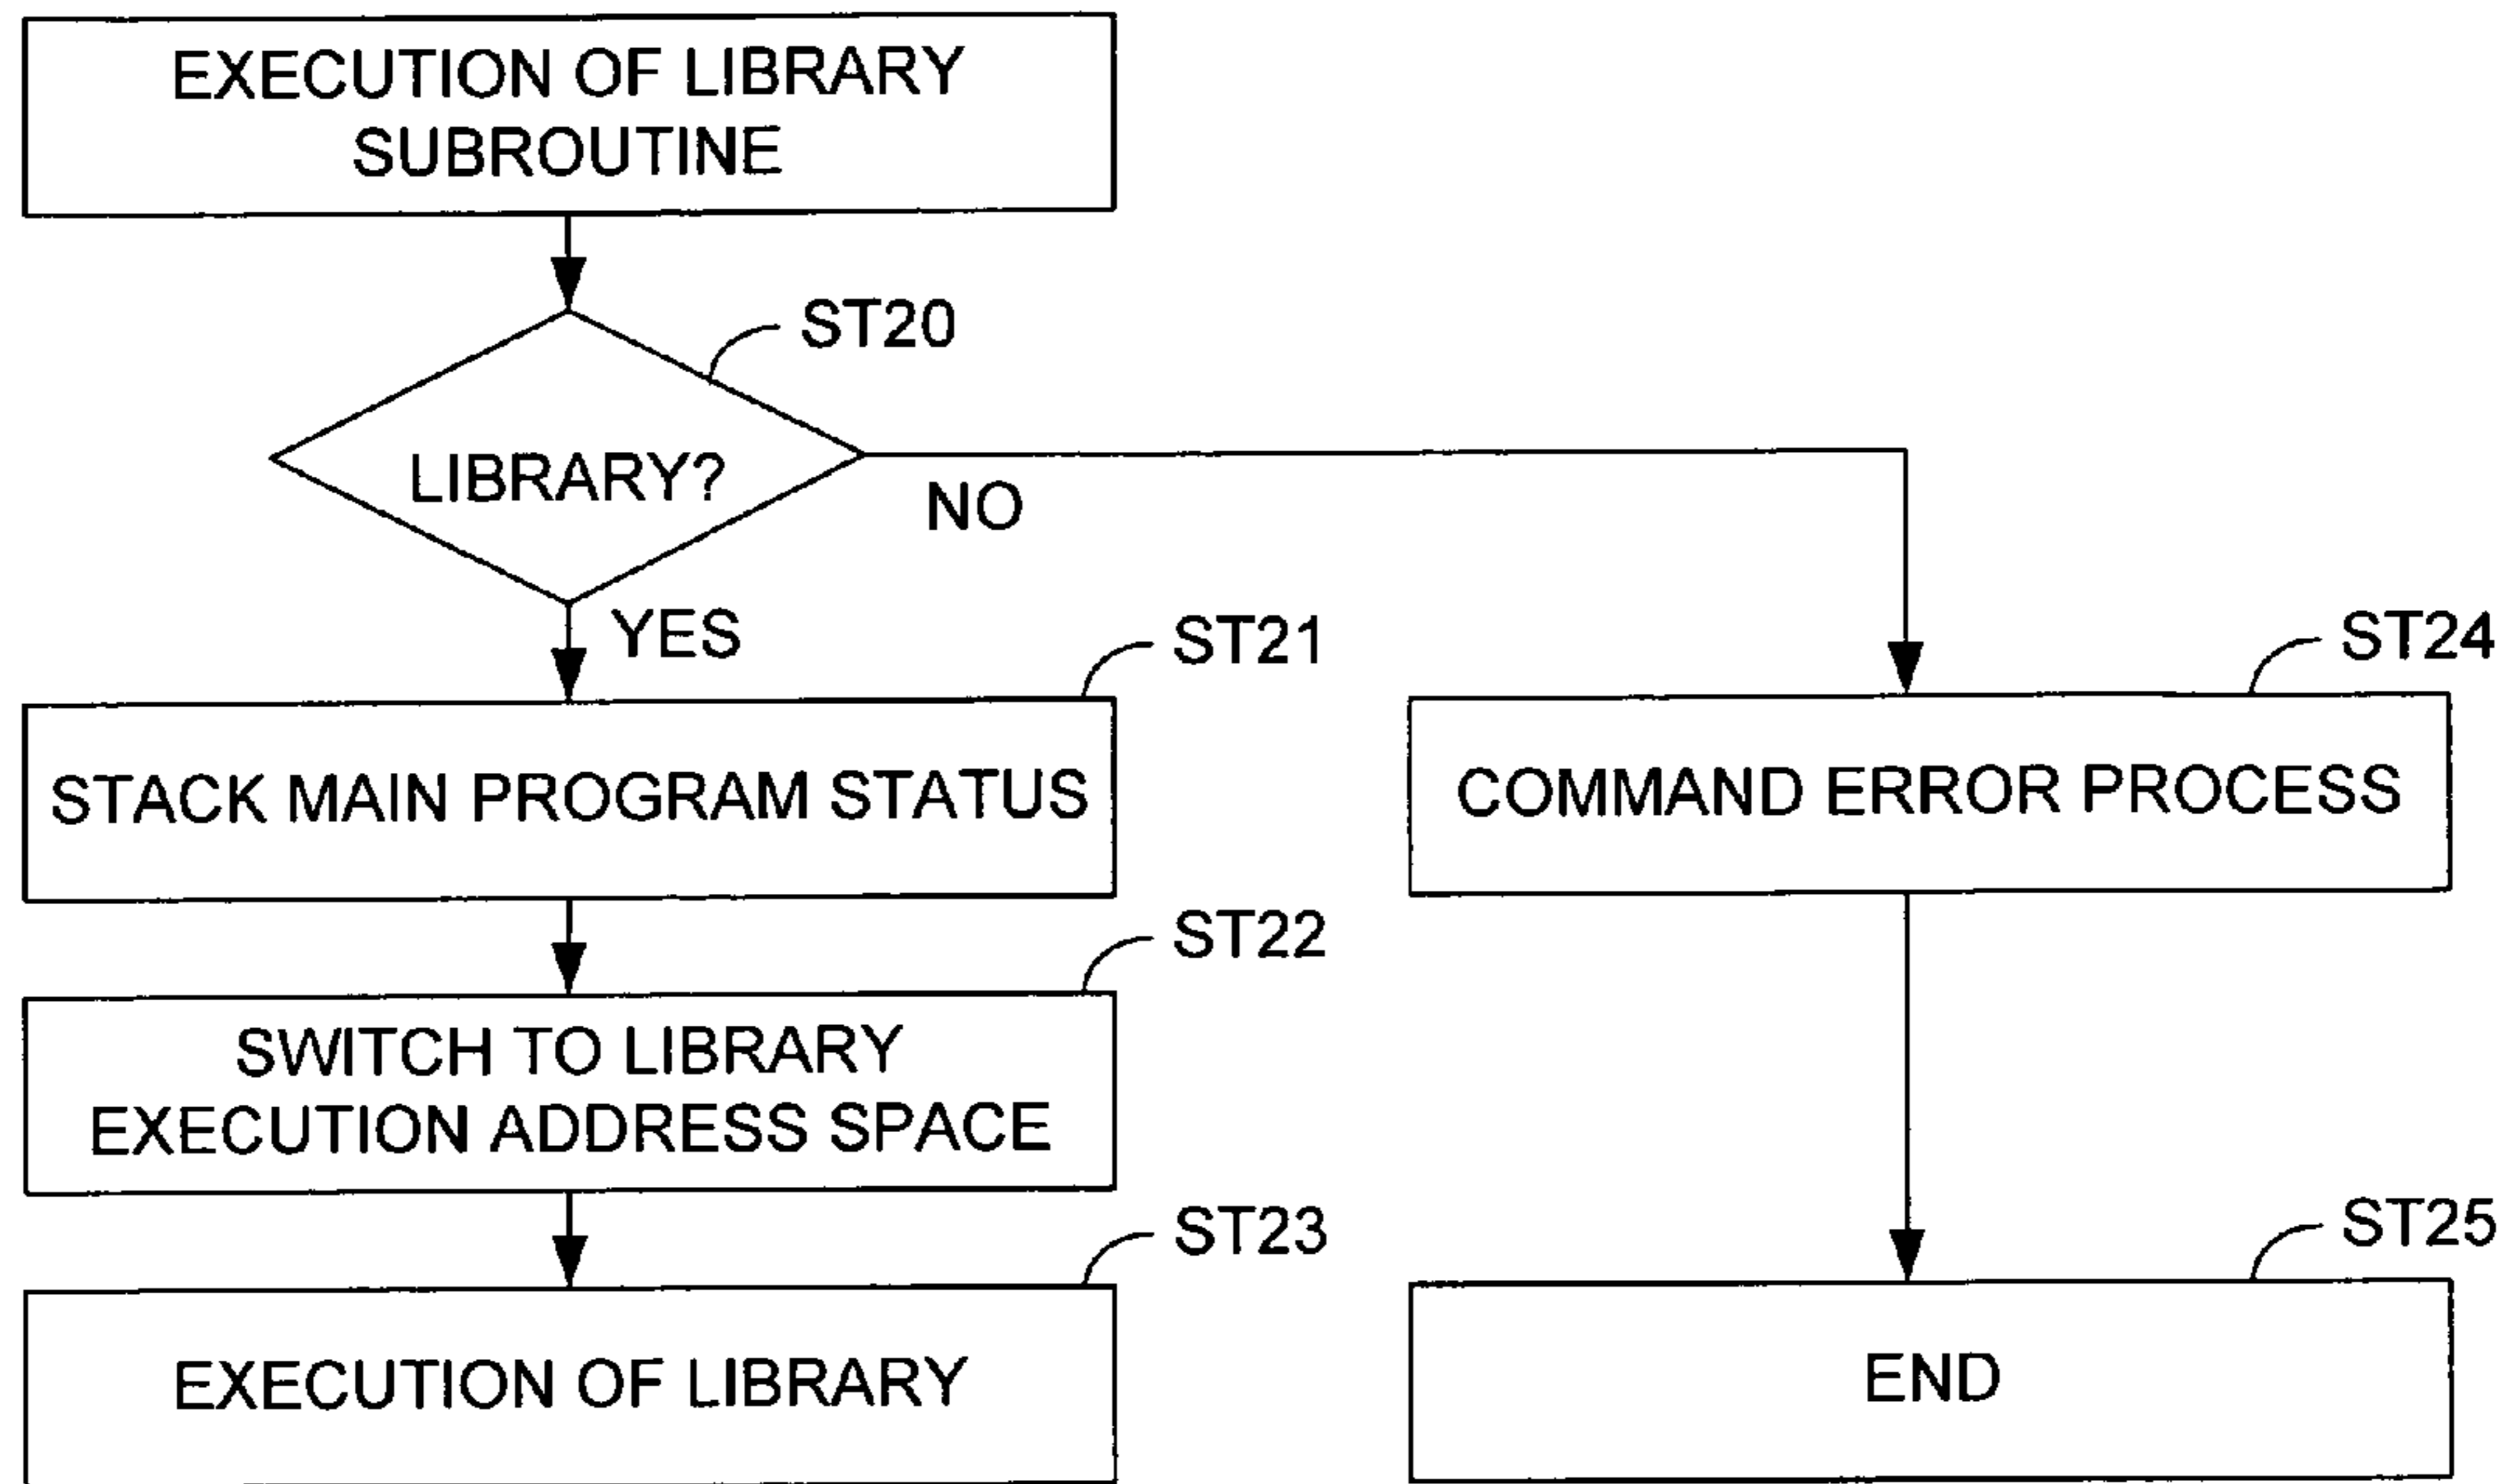 EXECUTION OF LIBRARY
SUBROUTINE
ST20
LIBRARY?
NO
YES
ST21
STACK MAIN PROGRAM STATUS
ST24
COMMAND ERROR PROCESS
ST22
SWITCH TO LIBRARY
EXECUTION ADDRESS SPACE
ST23
EXECUTION OF LIBRARY
ST25
END